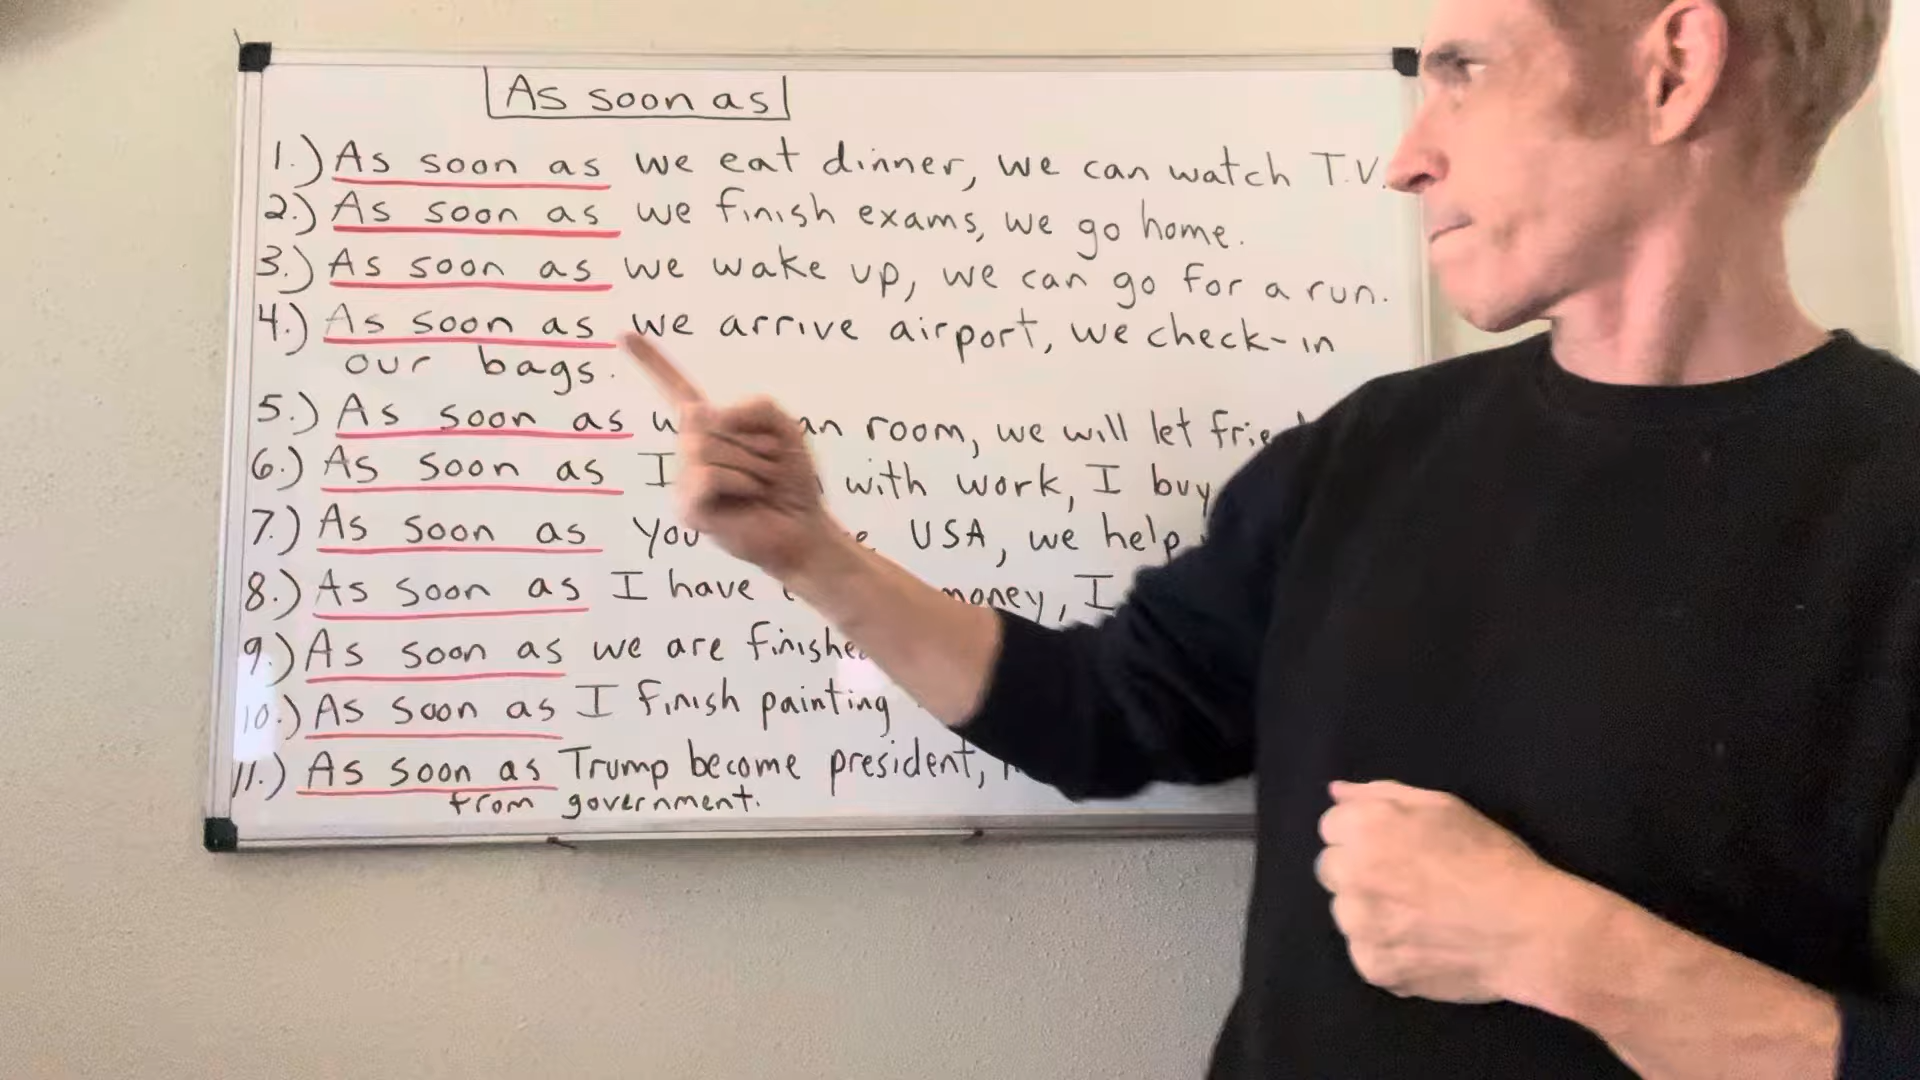 As soon as
1.) As soon as we eat dinner, we can watch T.V.
2.) As soon as we finish exams, we go home.
3.) As soon as we wake up, we can go for a run.
4.) As soon as we arrive airport, we check-in
our bags.
5.) As soon as room, we will let
6.) As soon as I with work, I buy
7.) As soon as you USA, we help
8.) As soon as I have money, I
9.) As soon as we are
10.) As soon as I finish painting
11.) As soon as Trump become president,
from government.